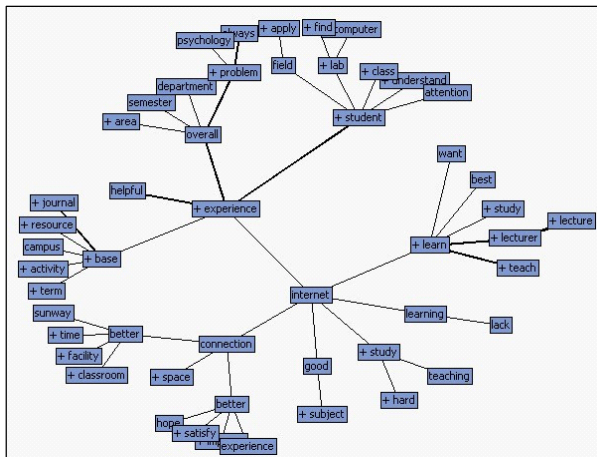 always
+ apply
+ find
computer
psychology
+ problem
field
+ lab
+ class
+ understand
attention
department
semester
+ area
overall
+ student
want
best
helpful
+ experience
+ study
+ lecture
+ journal
+ resource
campus
+ base
+ activity
+ term
+ learn
+ lecturer
+ teach
internet
learning
lack
sunway
+ time
better
+ facility
+ classroom
connection
+ space
good
+ study
teaching
+ hard
+ subject
better
hope
+ satisfy
experience